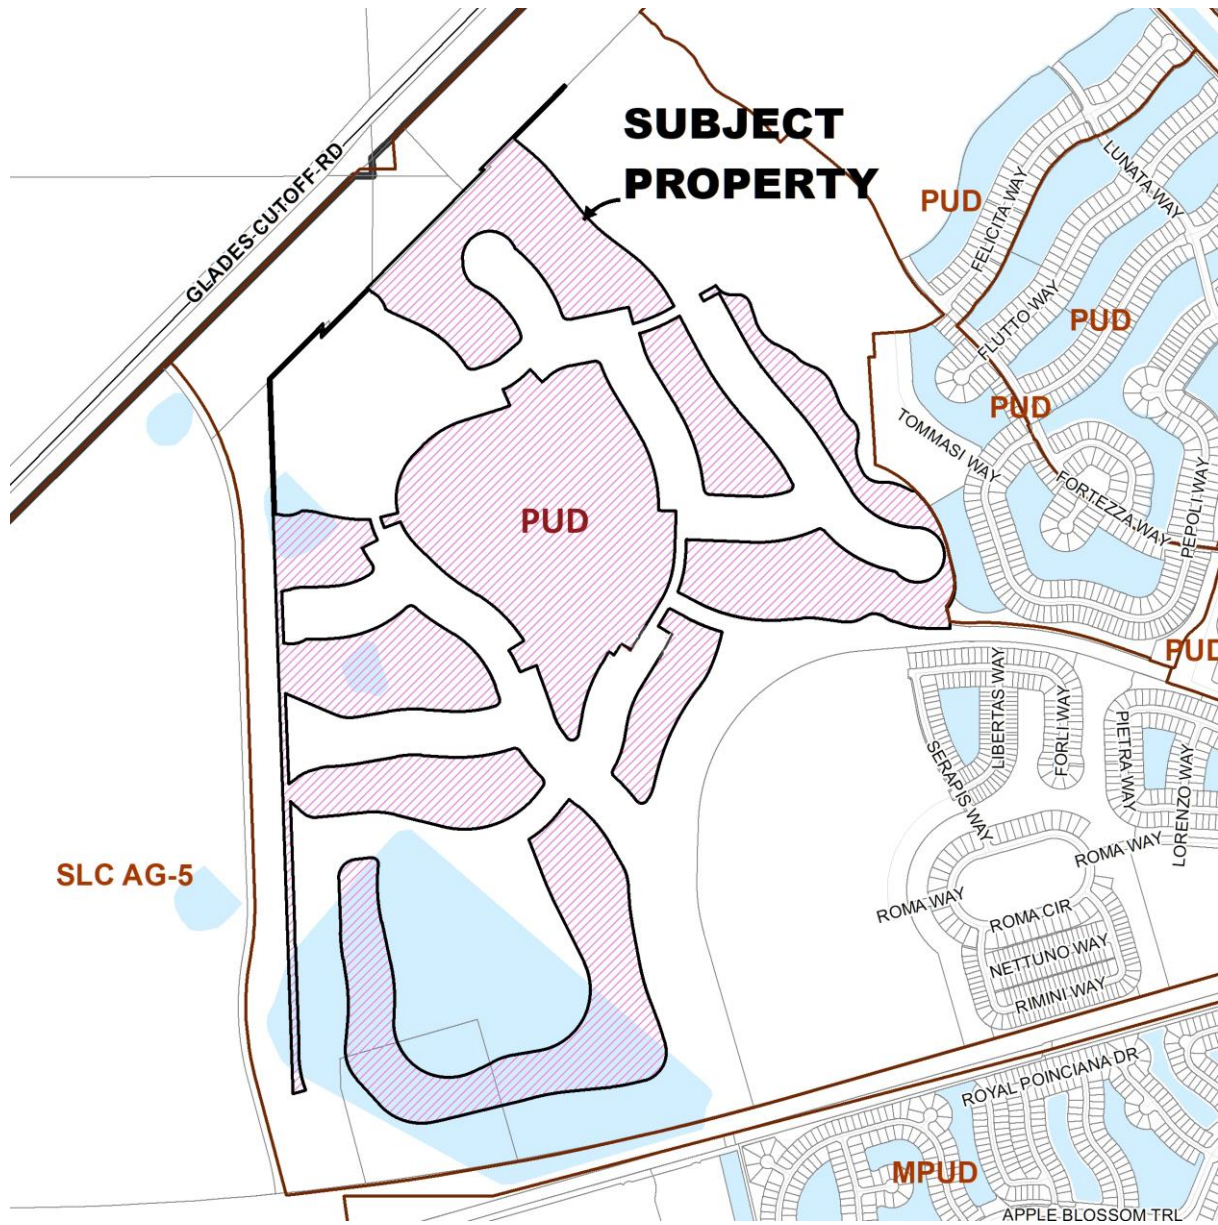 SUBJECT
PROPERTY
GLADES CUTOFF RD
PUD
LUNATA WAY
FELICITA WAY
PUD
FLUTTO WAY
PUD
TOMMASI WAY
FORTEZZA WAY
PEPOLI WAY
PUD
PUD
LIBERTAS WAY
FORLI WAY
PIETRA WAY
SERAPIS WAY
LORENZO WAY
ROMA WAY
ROMA WAY
ROMA CIR
NETTUNO WAY
RIMINI WAY
SLC AG-5
ROYAL POINCIANA DR
MPUD
APPLE BLOSSOM TRL